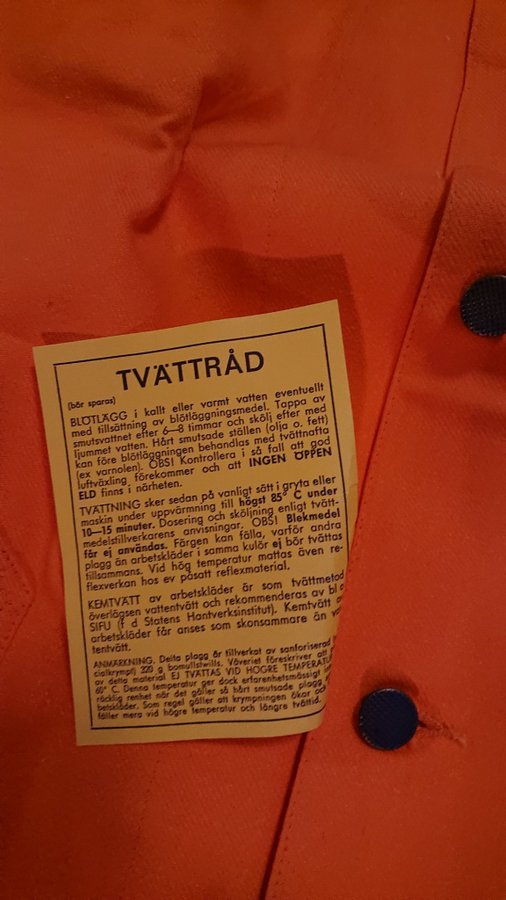 TVÄTTRÅD
(bör sparas)
BLÖTLÄGG i kallt eller varmt vatten eventuellt
med tillsättning av blötläggningsmedel. Tappa av
smutsvattnet efter 6—8 timmar och skölj efter med
ljummet vatten. Hårt smutsade ställen (olja o. fett)
kan före blötläggningen behandlas med tvättnafta
(ex varnolen). OBS! Kontrollera i så fall att god
luftväxling förekommer och att INGEN ÖPPEN
ELD finns i närheten.
TVÄTTNING sker sedan på vanligt sätt i gryta eller
maskin under uppvärmning till högst 85° C under
10—15 minuter. Dosering och sköljning enligt tvätt-
medelstillverkarens anvisningar. OBS! Blekmedel
får ej användas. Färgen kan fälla, varför andra
plagg än arbetskläder i samma kulör ej bör tvättas
tillsammans. Vid hög temperatur mattas även re-
flexverkan hos ev påsatt reflexmaterial.
KEMTVÄTT av arbetskläder är som tvättmetod
överlägsen vattentvätt och rekommenderas av bl a
SIFU (f d Statens Hantverksinstitut). Kemtvätt a
arbetskläder får anses som skonsammare än va
tentvätt.
ANMÄRKNING. Detta plagg är tillverkat av sanforiserad
cialkrympt) 320 g bomullstwills. Väveriet föreskriver att
av detta material EJ TVÄTTAS VID HÖGRE TEMPERATU
60° C. Denna temperatur ger dock erfarenhetsmässigt
räcklig renhet när det gäller så hårt smutsade plagg
betskläder. Som regel gäller att krympningen ökar och
fäller mera vid högre temperatur och längre tvättid.